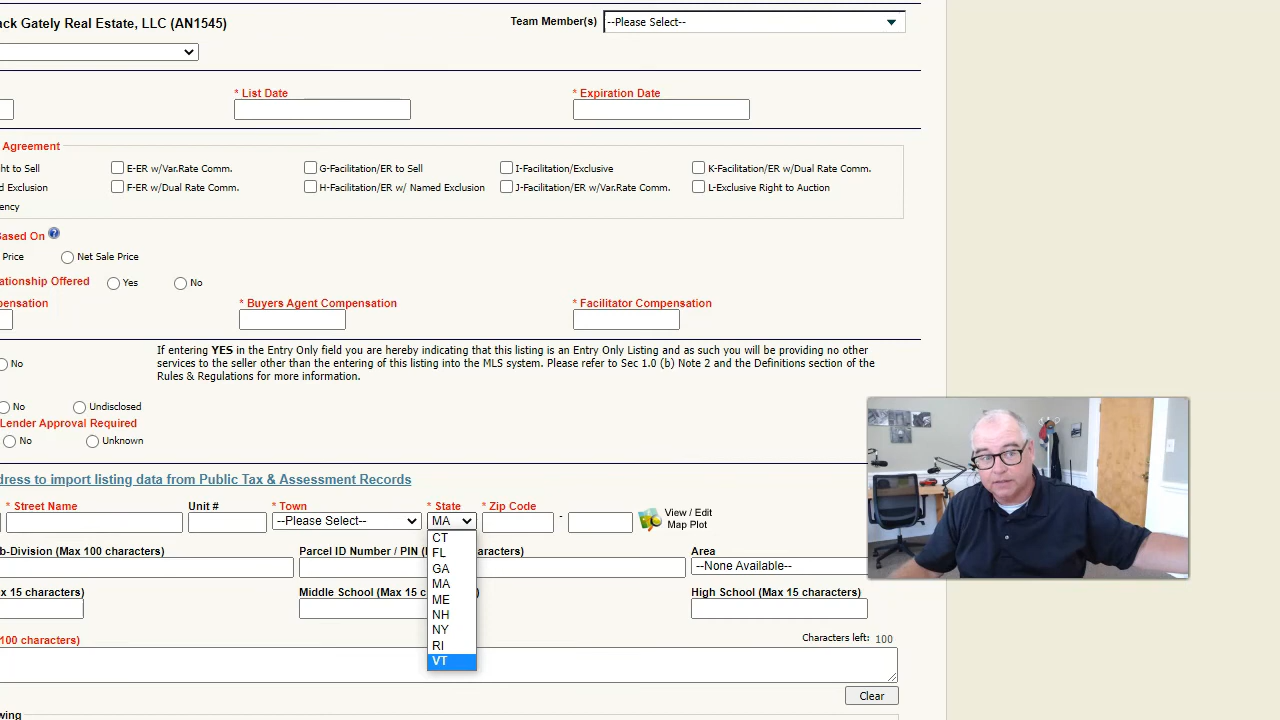 ack Gately Real Estate, LLC (AN1545)
Team Member(s) --Please Select--
* List Date * Expiration Date
Agreement
ht to Sell E-ER w/Var.Rate Comm. G-Facilitation/ER to Sell I-Facilitation/Exclusive K-Facilitation/ER w/Dual Rate Comm.
d Exclusion F-ER w/Dual Rate Comm. H-Facilitation/ER w/ Named Exclusion J-Facilitation/ER w/Var.Rate Comm. L-Exclusive Right to Auction
ency
Based On ?
Price Net Sale Price
ationship Offered Yes No
pensation * Buyers Agent Compensation * Facilitator Compensation
No If entering YES in the Entry Only field you are hereby indicating that this listing is an Entry Only Listing and as such you will be providing no other
services to the seller other than the entering of this listing into the MLS system. Please refer to Sec 1.0 (b) Note 2 and the Definitions section of the
Rules & Regulations for more information.
No Undisclosed
Lender Approval Required
No Unknown
dress to import listing data from Public Tax & Assessment Records
* Street Name Unit # * Town * State * Zip Code
--Please Select-- MA - View / Edit
Map Plot
CT
b-Division (Max 100 characters) Parcel ID Number / PIN ( characters) Area
FL
GA --None Available--
MA
x 15 characters) Middle School (Max 15 c ) High School (Max 15 characters)
ME
NH
NY
100 characters) Characters left: 100
RI
VT
Clear
wing